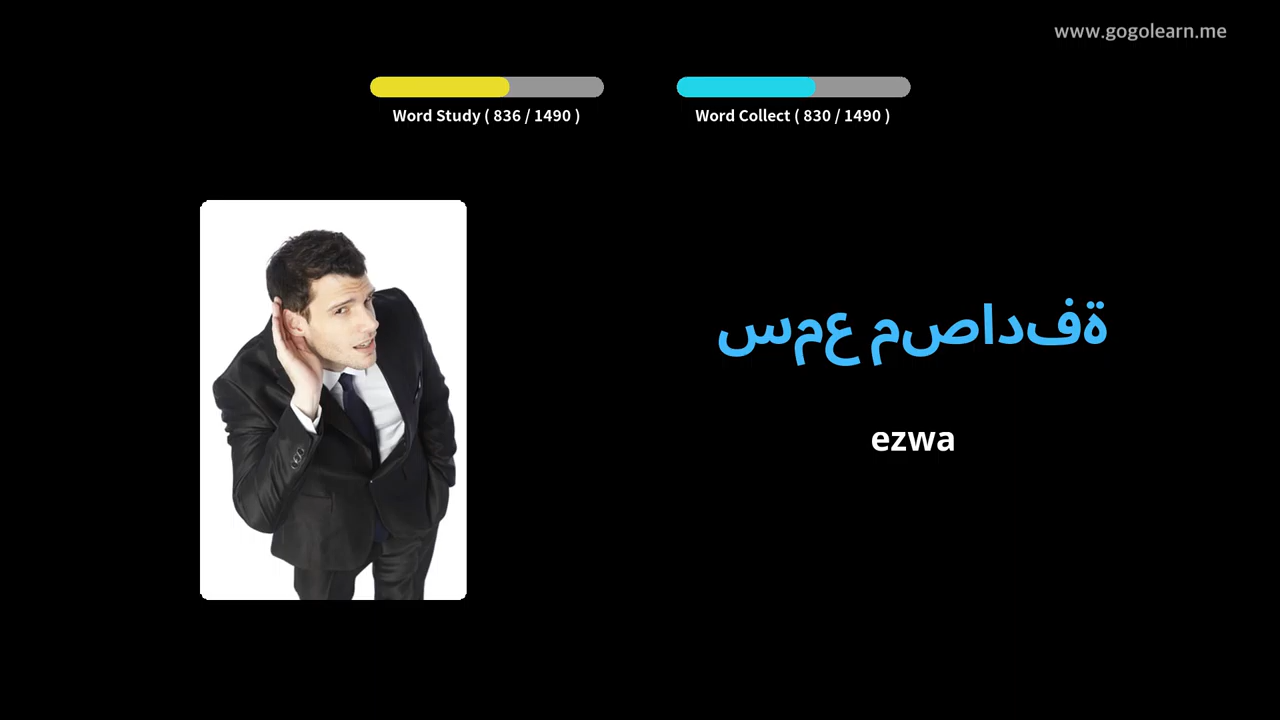 www.gogolearn.me
Word Study ( 836 / 1490 )
Word Collect ( 830 / 1490 )
سمع مصادفة
ezwa